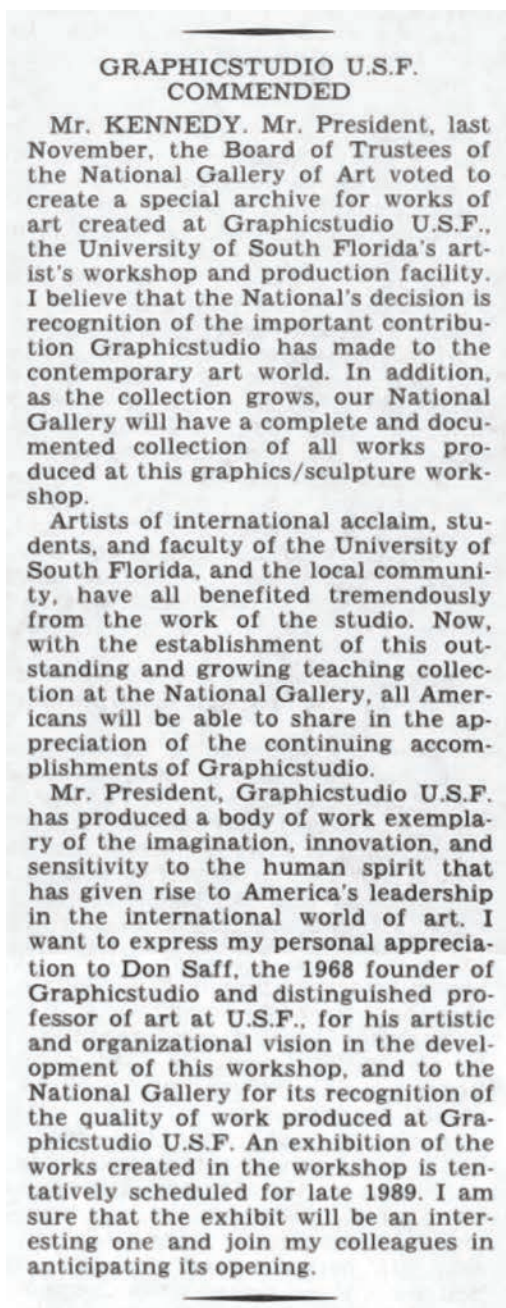 GRAPHICSTUDIO U.S.F.
COMMENDED
Mr. KENNEDY. Mr. President, last
November, the Board of Trustees of
the National Gallery of Art voted to
create a special archive for works of
art created at Graphicstudio U.S.F.,
the University of South Florida's art-
ist's workshop and production facility.
I believe that the National's decision is
recognition of the important contribu-
tion Graphicstudio has made to the
contemporary art world. In addition,
as the collection grows, our National
Gallery will have a complete and docu-
mented collection of all works pro-
duced at this graphics/sculpture work-
shop.
Artists of international acclaim, stu-
dents, and faculty of the University of
South Florida, and the local communi-
ty, have all benefited tremendously
from the work of the studio. Now,
with the establishment of this out-
standing and growing teaching collec-
tion at the National Gallery, all Amer-
icans will be able to share in the ap-
preciation of the continuing accom-
plishments of Graphicstudio.
Mr. President, Graphicstudio U.S.F.
has produced a body of work exempla-
ry of the imagination, innovation, and
sensitivity to the human spirit that
has given rise to America's leadership
in the international world of art. I
want to express my personal apprecia-
tion to Don Saff, the 1968 founder of
Graphicstudio and distinguished pro-
fessor of art at U.S.F., for his artistic
and organizational vision in the devel-
opment of this workshop, and to the
National Gallery for its recognition of
the quality of work produced at Gra-
phicstudio U.S.F. An exhibition of the
works created in the workshop is ten-
tatively scheduled for late 1989. I am
sure that the exhibit will be an inter-
esting one and join my colleagues in
anticipating its opening.